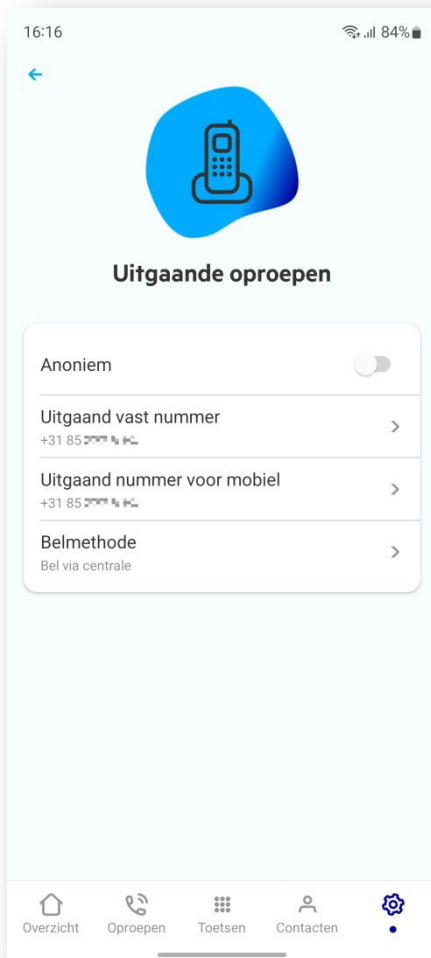 16:16
84%
Uitgaande oproepen
Anoniem
Uitgaand vast nummer
+31 85
Uitgaand nummer voor mobiel
+31 85
Belmethode
Bel via centrale
Overzicht Oproepen Toetsen Contacten